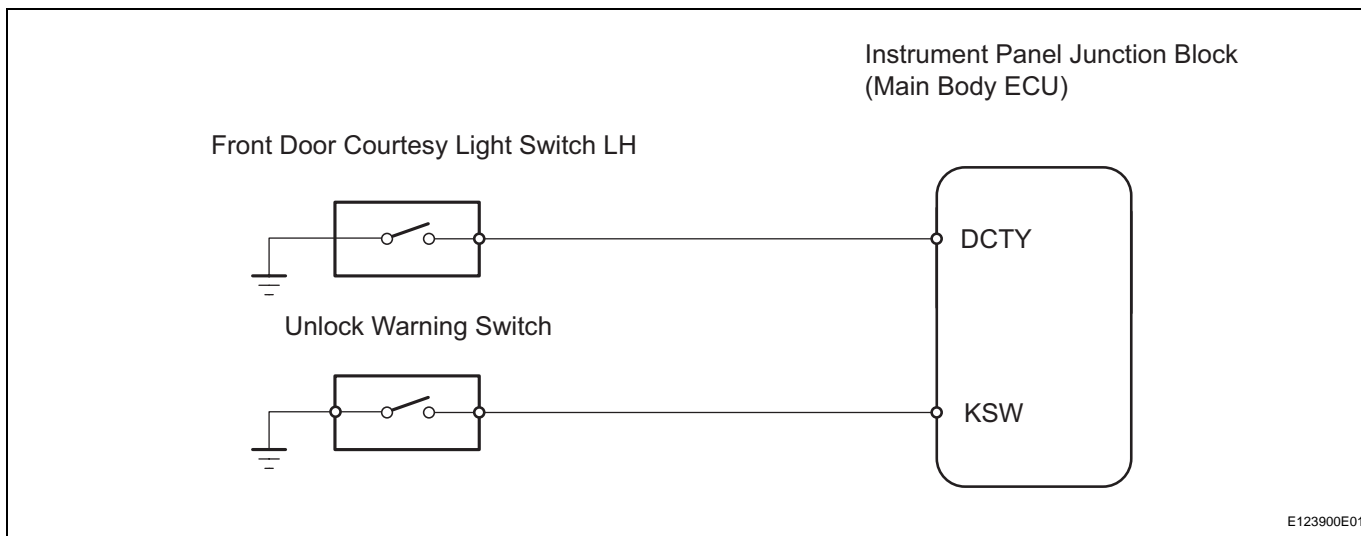 Instrument Panel Junction Block
(Main Body ECU)
Front Door Courtesy Light Switch LH
DCTY
Unlock Warning Switch
KSW
E123900E01